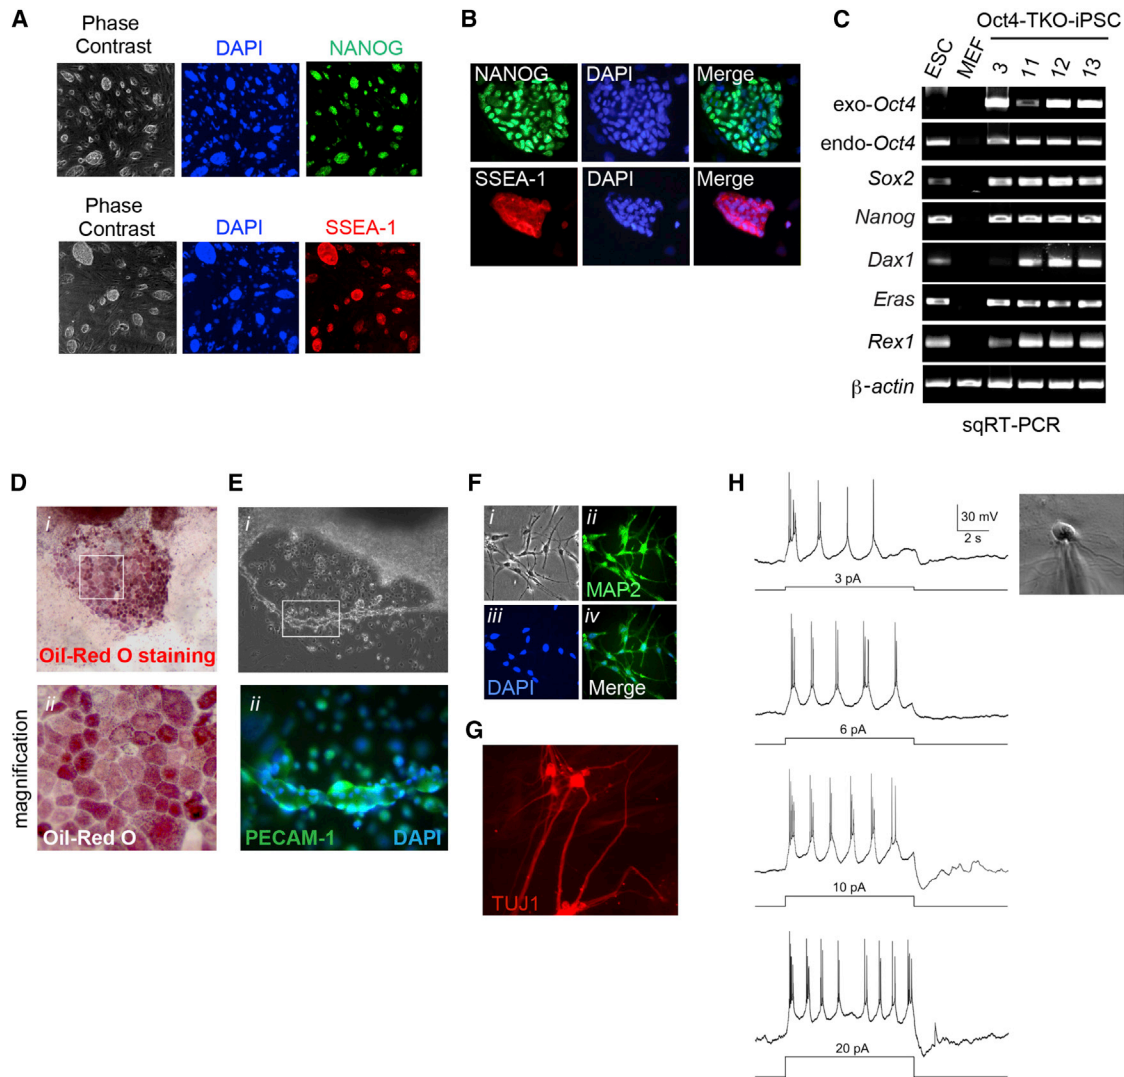 A
Phase
Contrast
DAPI
NANOG
Phase
Contrast
DAPI
SSEA-1
B
NANOG
DAPI
Merge
SSEA-1
DAPI
Merge
C
Oct4-TKO-iPSC
ESC
MEF
3
11
12
13
exo-Oct4
endo-Oct4
Sox2
Nanog
Dax1
Eras
Rex1
β-actin
sqRT-PCR
D
i
Oil-Red O staining
magnification
ii
Oil-Red O
E
i
ii
PECAM-1
DAPI
F
i
ii
MAP2
iii
DAPI
iv
Merge
G
TUJ1
H
30 mV
2 s
3 pA
6 pA
10 pA
20 pA